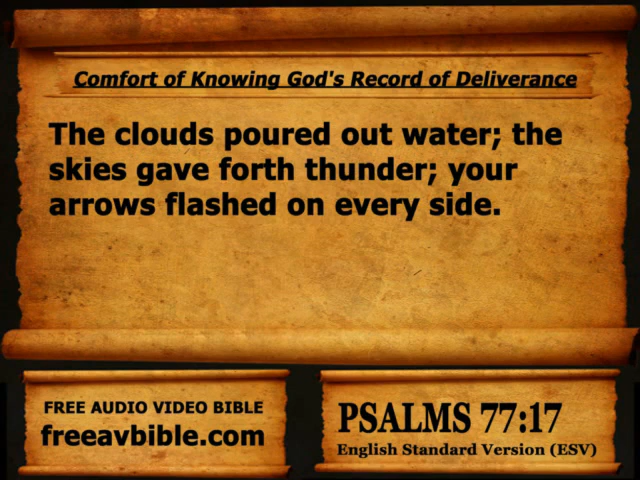 Comfort of Knowing God's Record of Deliverance
The clouds poured out water; the
skies gave forth thunder; your
arrows flashed on every side.
FREE AUDIO VIDEO BIBLE
freeavbible.com
PSALMS 77:17
English Standard Version (ESV)